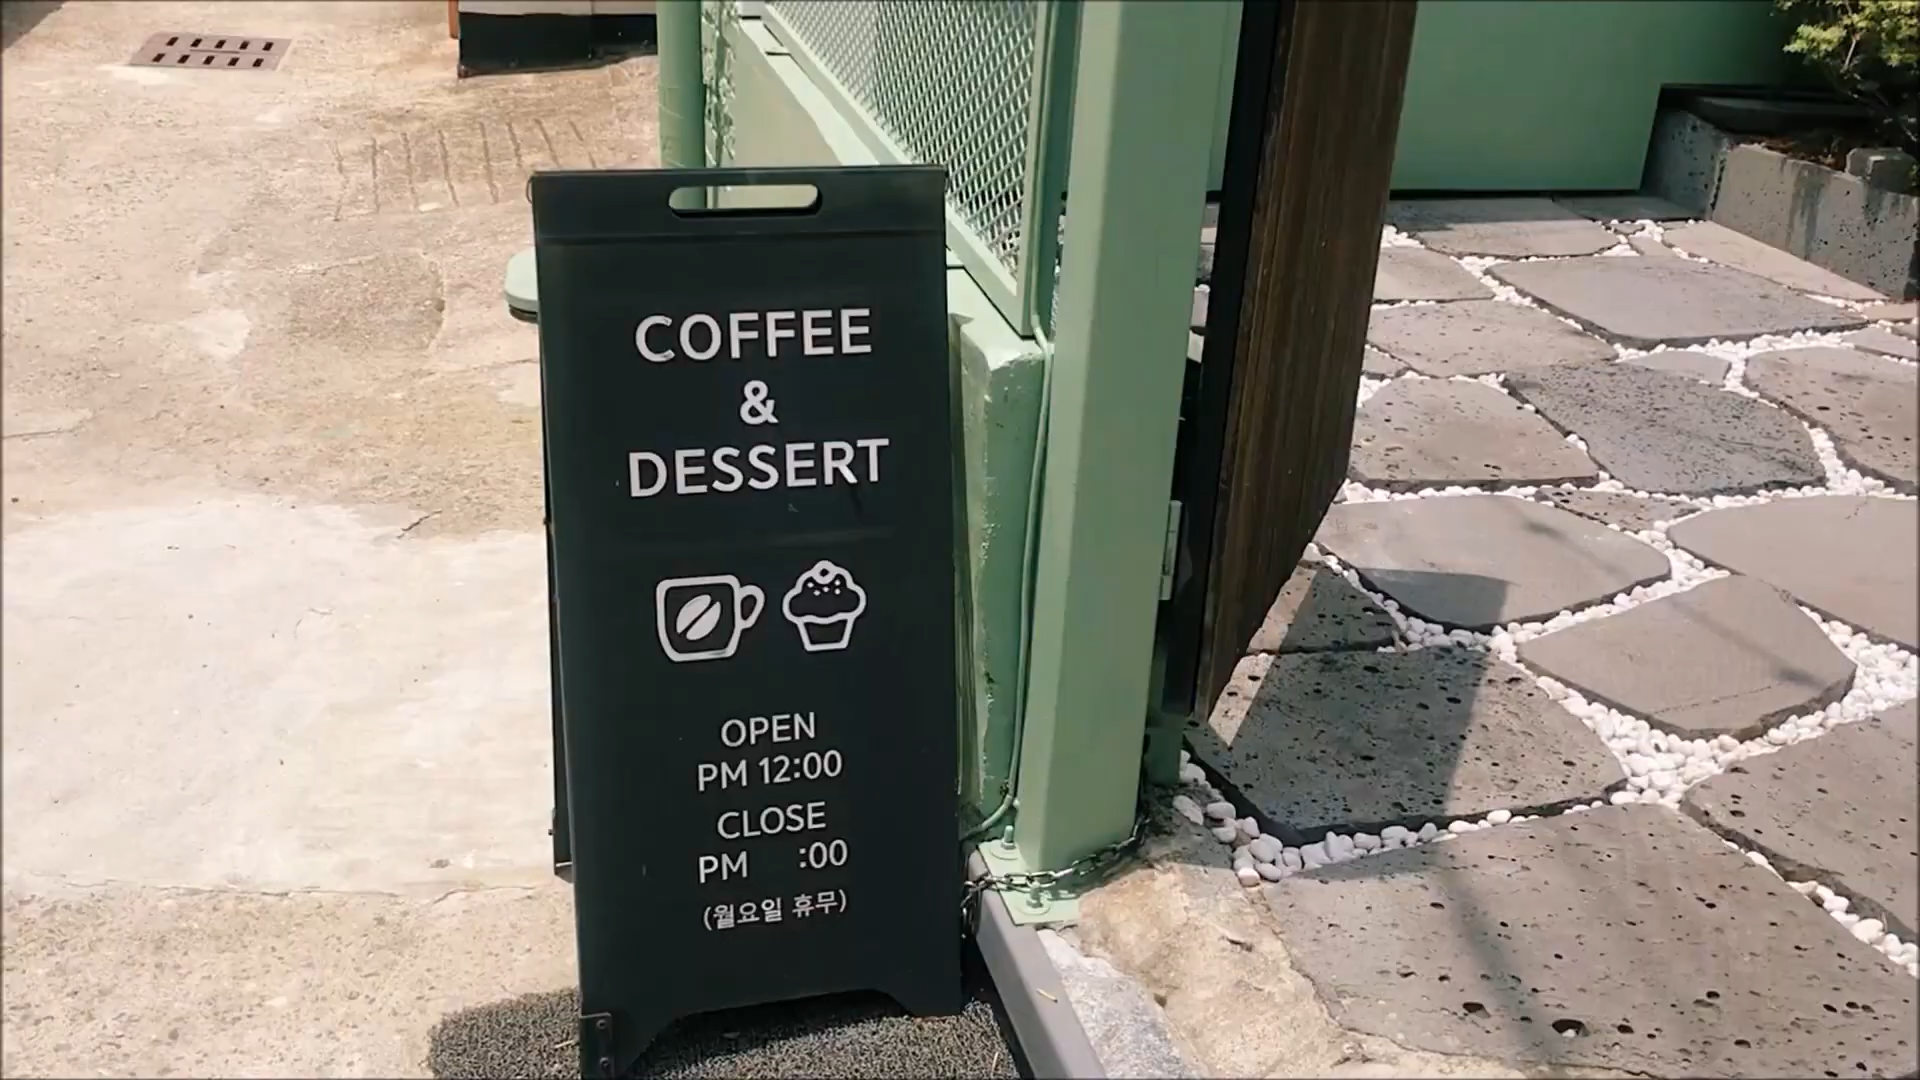 COFFEE
&
DESSERT
OPEN
PM 12:00
CLOSE
PM :00
(월요일 휴무)